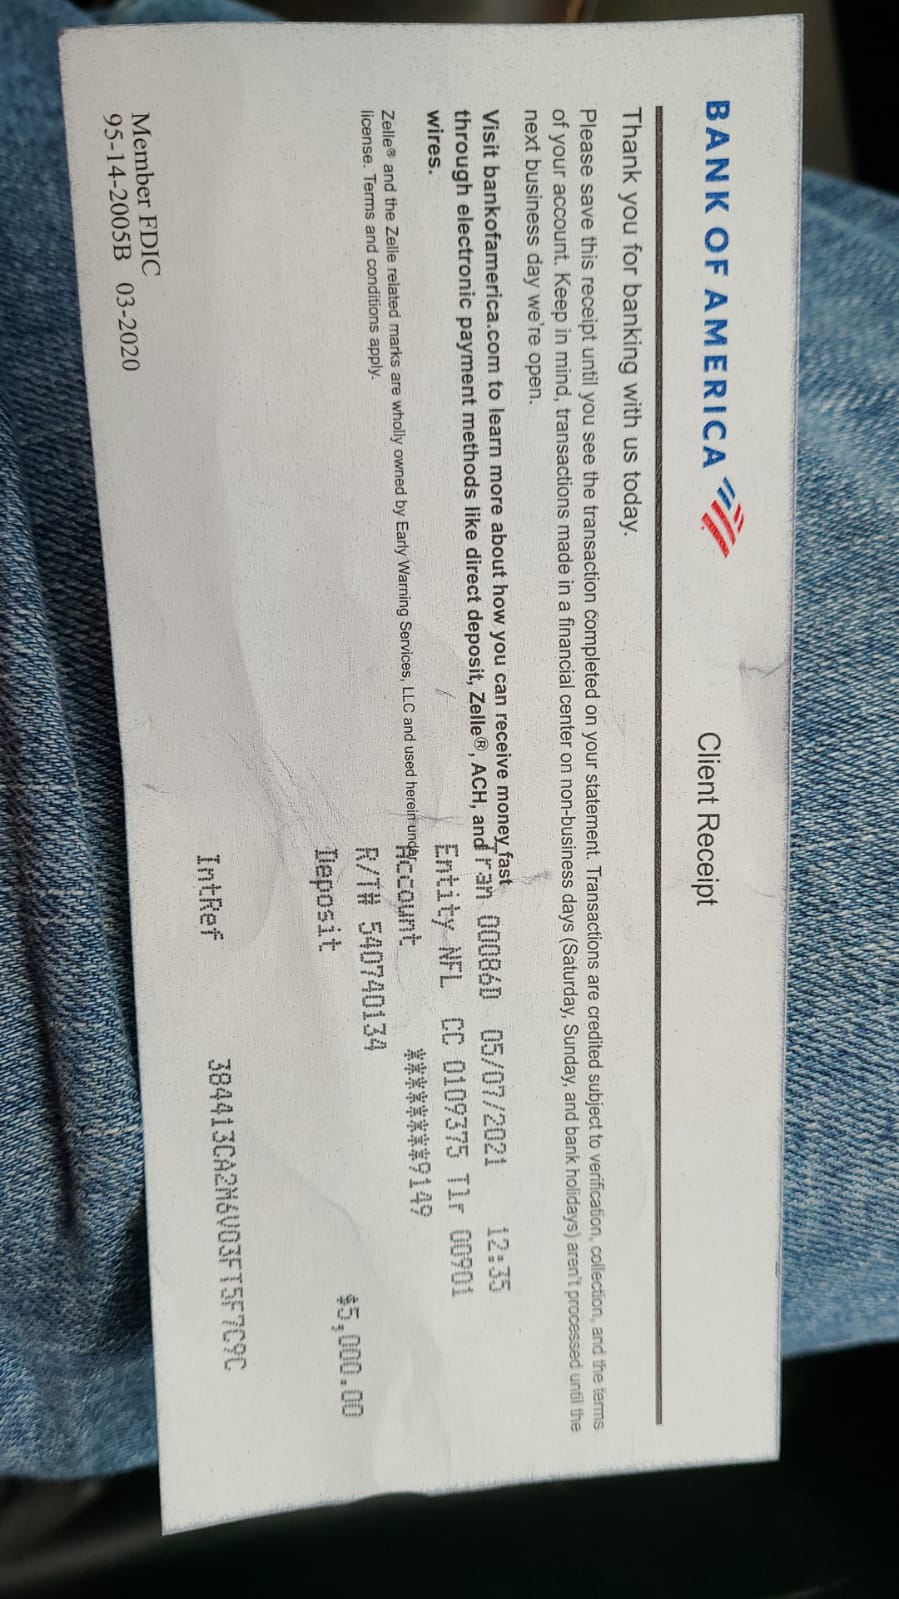 BANK OF AMERICA
Client Receipt
Thank you for banking with us today.
Please save this receipt until you see the transaction completed on your statement. Transactions are credited subject to verification, collection, and the terms
of your account. Keep in mind, transactions made in a financial center on non-business days (Saturday, Sunday, and bank holidays) aren't processed until the
next business day we're open.
Visit bankofamerica.com to learn more about how you can receive money fast
through electronic payment methods like direct deposit, Zelle®, ACH, and
wires.
Zelle® and the Zelle related marks are wholly owned by Early Warning Services, LLC and used herein under
license. Terms and conditions apply.
Tran 00086D 05/07/2021 12:35
Entity NFL CC 0109375 Tlr 00901
Account ********9149
R/T# 540740134
Deposit $5,000.00
IntRef 384413CA2M6VO3FT5F7C9C
Member FDIC
95-14-2005B 03-2020